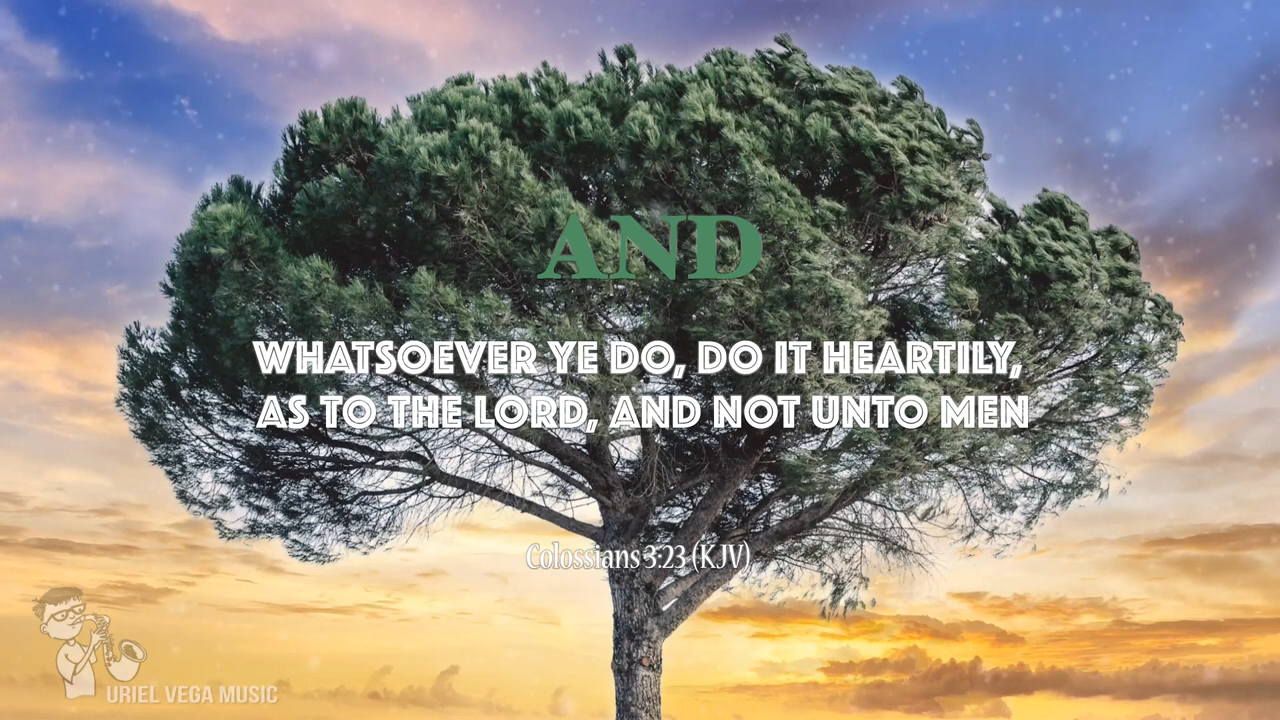 AND
WHATSOEVER YE DO, DO IT HEARTILY,
AS TO THE LORD, AND NOT UNTO MEN
Colossians 3:23 (KJV)
URIEL VEGA MUSIC